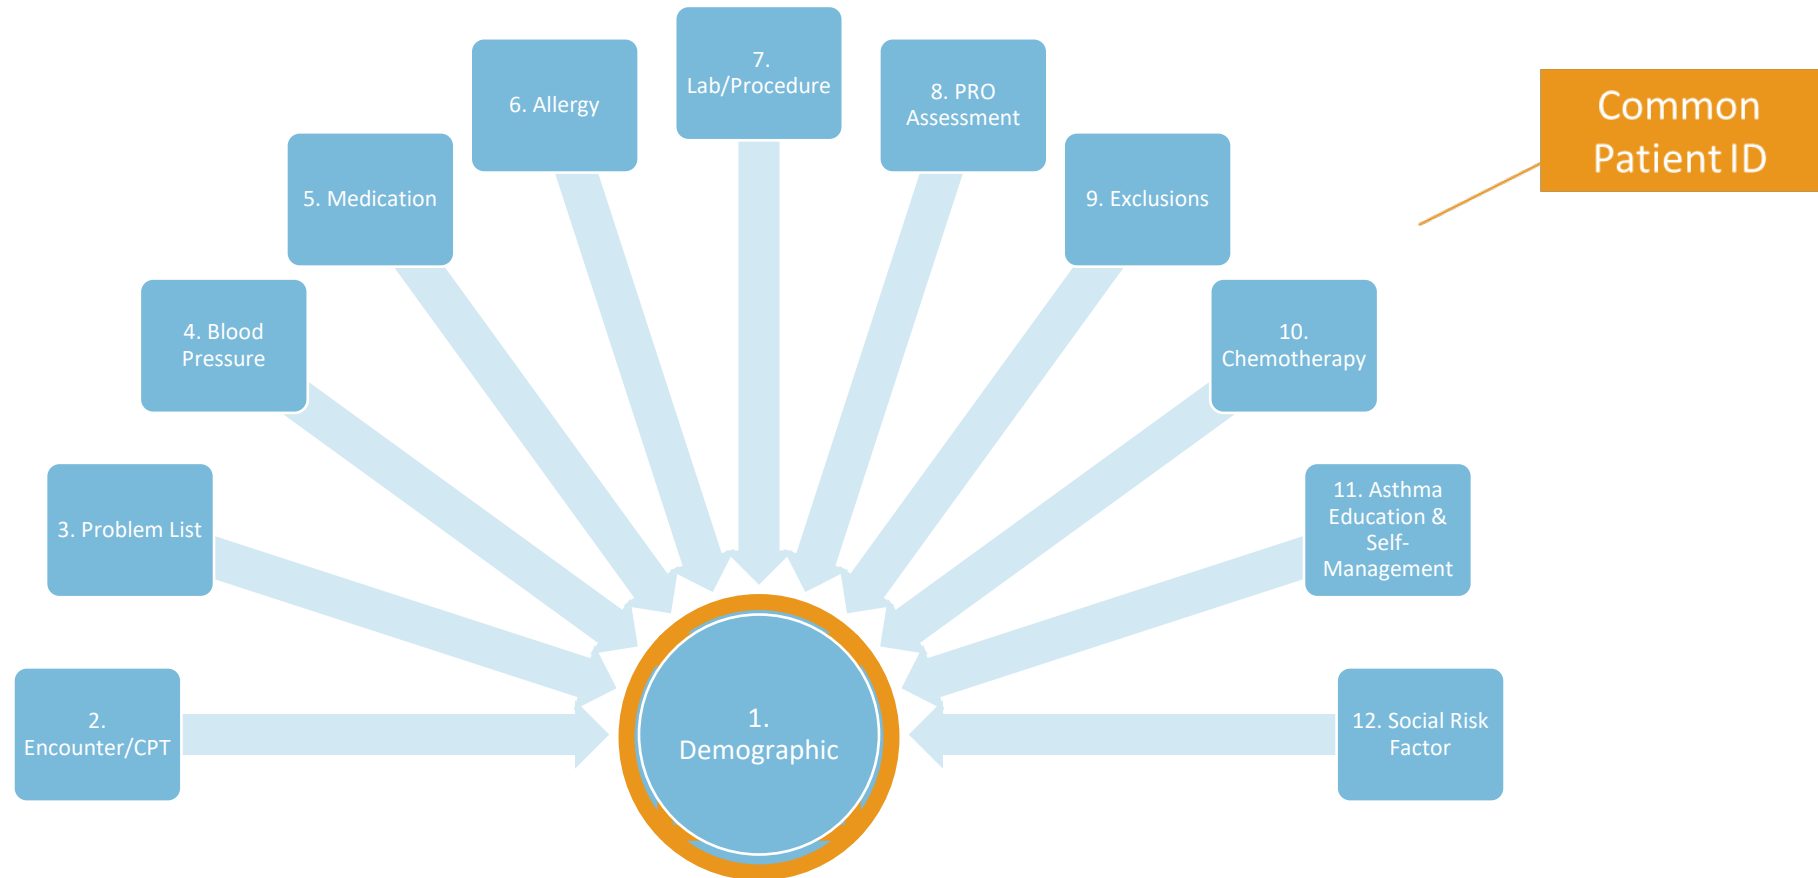 7.
Lab/Procedure
6. Allergy
8. PRO
Assessment
Common
Patient ID
5. Medication
9. Exclusions
4. Blood
Pressure
10.
Chemotherapy
3. Problem List
11. Asthma
Education &
Self-
Management
2.
Encounter/CPT
1.
Demographic
12. Social Risk
Factor